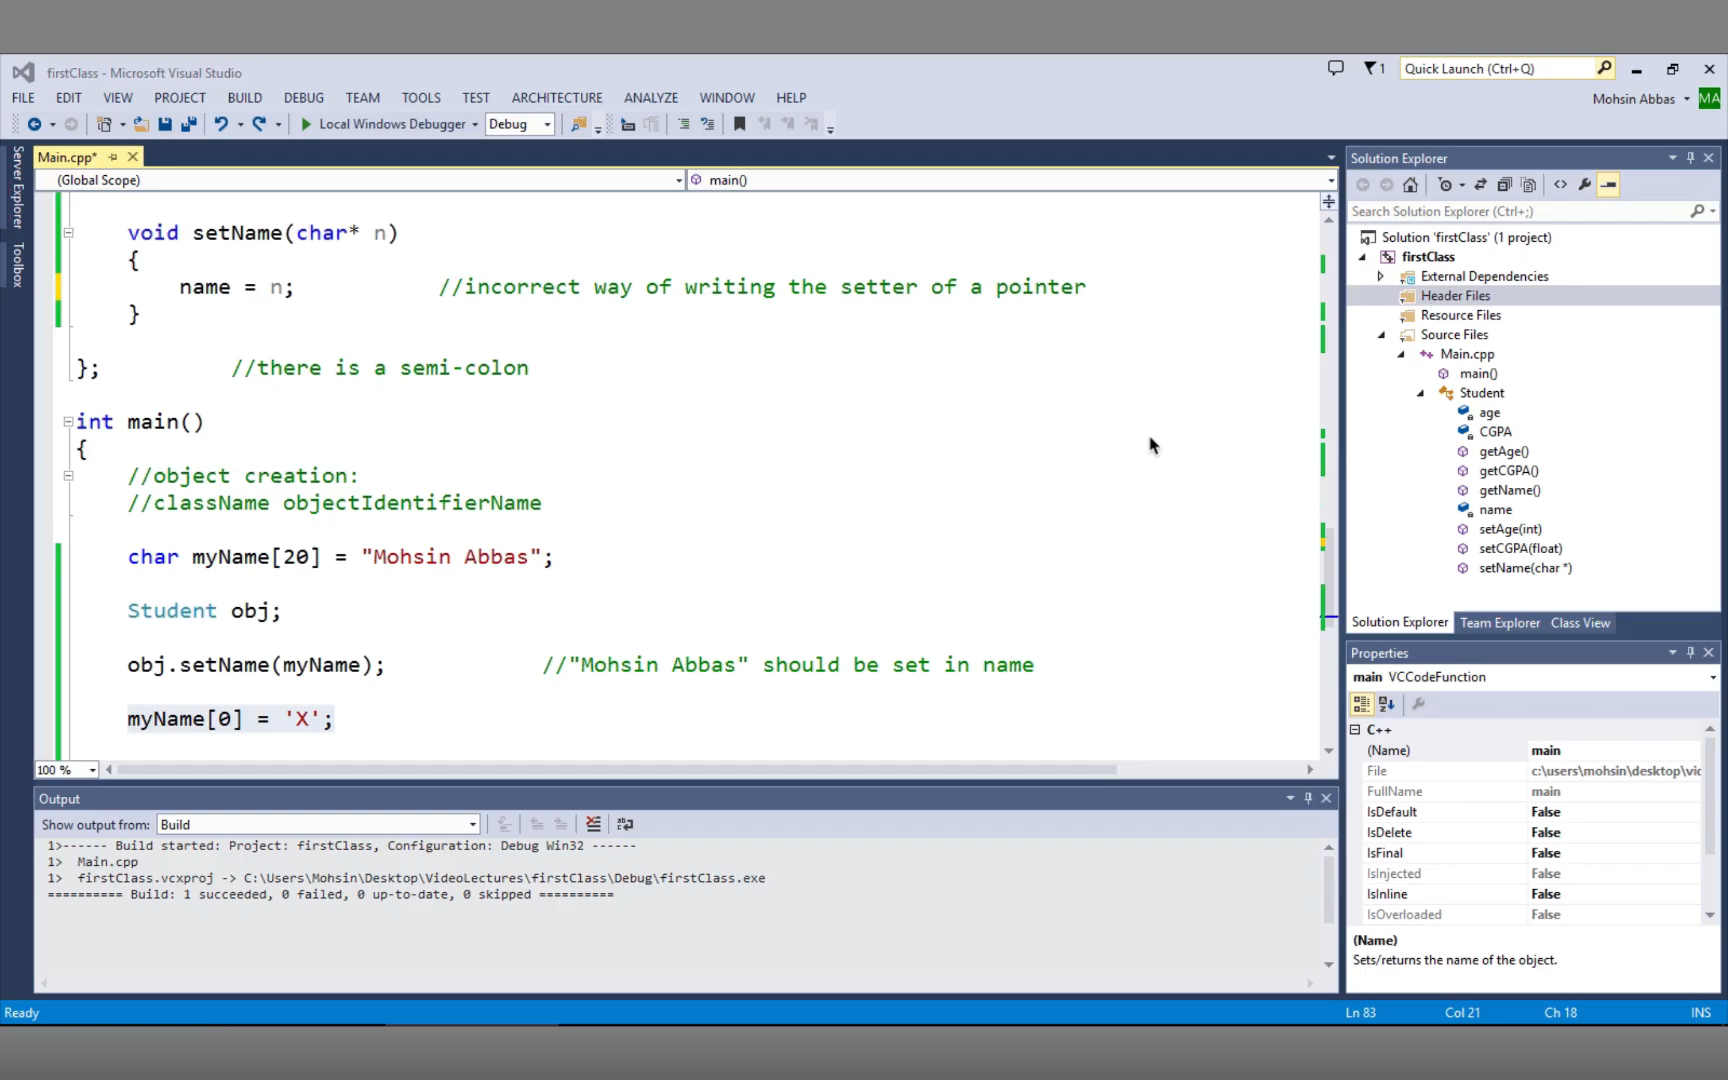 firstClass - Microsoft Visual Studio
1
Quick Launch (Ctrl+Q)
FILE EDIT VIEW PROJECT BUILD DEBUG TEAM TOOLS TEST ARCHITECTURE ANALYZE WINDOW HELP
Mohsin Abbas MA
Local Windows Debugger Debug
Server Explorer
Toolbox
Main.cpp*
(Global Scope) main()
void setName(char* n)
{
name = n; //incorrect way of writing the setter of a pointer
}
}; //there is a semi-colon
int main()
{
//object creation:
//className objectIdentifierName
char myName[20] = "Mohsin Abbas";
Student obj;
obj.setName(myName); //"Mohsin Abbas" should be set in name
myName[0] = 'X';
100 %
Output
Show output from: Build
1>------ Build started: Project: firstClass, Configuration: Debug Win32 ------
1> Main.cpp
1> firstClass.vcxproj -> C:\Users\Mohsin\Desktop\VideoLectures\firstClass\Debug\firstClass.exe
========== Build: 1 succeeded, 0 failed, 0 up-to-date, 0 skipped ==========
Solution Explorer
Search Solution Explorer (Ctrl+;)
Solution 'firstClass' (1 project)
firstClass
External Dependencies
Header Files
Resource Files
Source Files
Main.cpp
main()
Student
age
CGPA
getAge()
getCGPA()
getName()
name
setAge(int)
setCGPA(float)
setName(char *)
Solution Explorer Team Explorer Class View
Properties
main VCCodeFunction
C++
(Name) main
File c:\users\mohsin\desktop\vic
FullName main
IsDefault False
IsDelete False
IsFinal False
IsInjected False
IsInline False
IsOverloaded False
(Name)
Sets/returns the name of the object.
Ready Ln 83 Col 21 Ch 18 INS